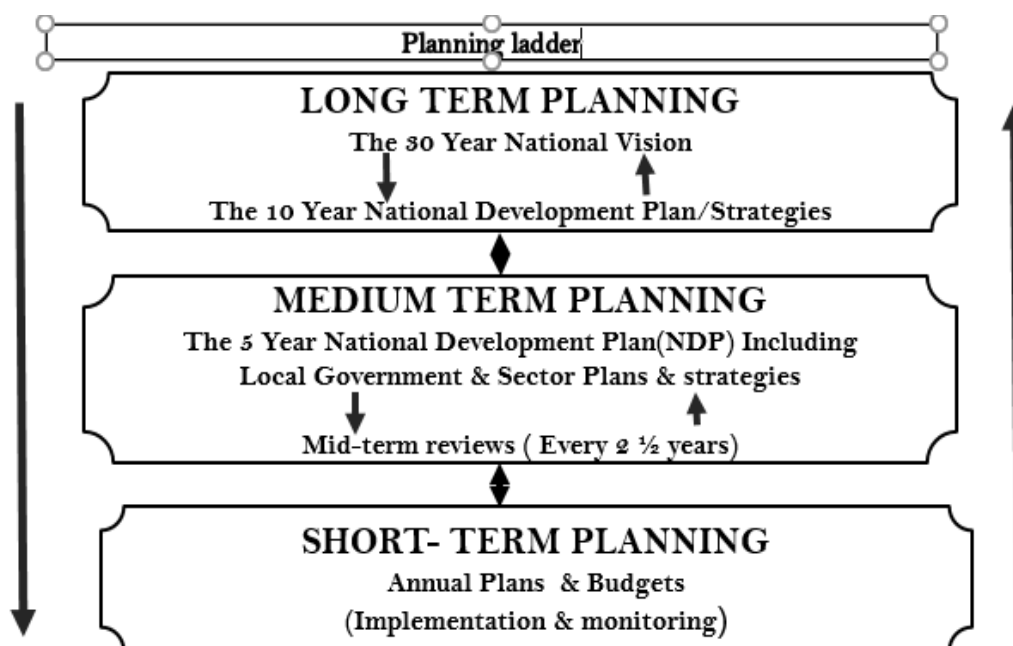 Planning ladder
LONG TERM PLANNING
The 30 Year National Vision
The 10 Year National Development Plan/Strategies
MEDIUM TERM PLANNING
The 5 Year National Development Plan(NDP) Including
Local Government & Sector Plans & strategies
Mid-term reviews ( Every 2 ½ years)
SHORT- TERM PLANNING
Annual Plans & Budgets
(Implementation & monitoring)